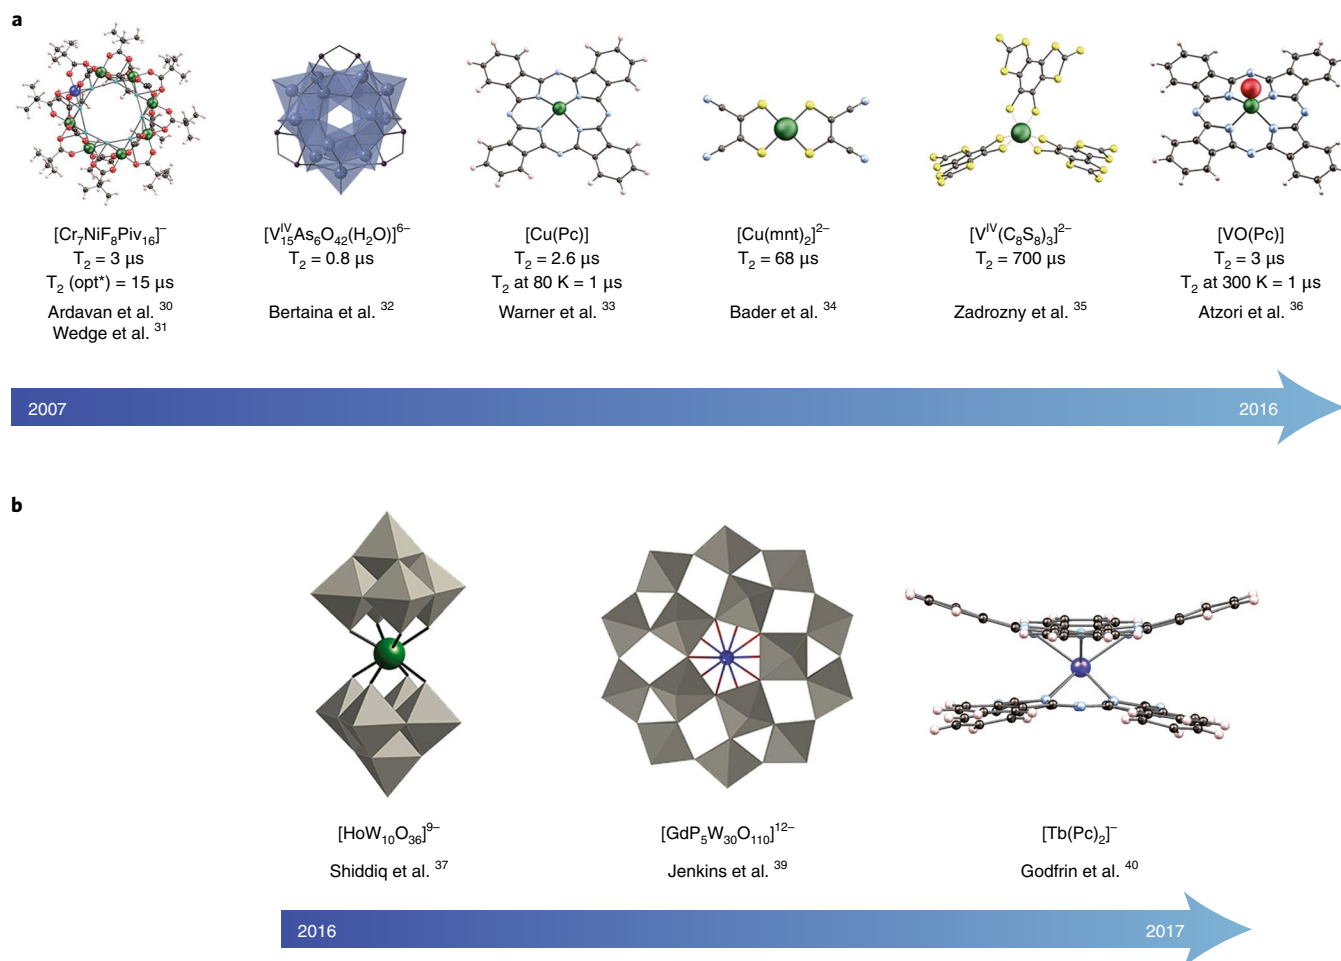 a
[Cr₇NiF₈Piv₁₆]⁻
T₂ = 3 µs
T₂ (opt*) = 15 µs
Ardavan et al. ³⁰
Wedge et al. ³¹
[Vᴵⱽ₁₅As₆O₄₂(H₂O)]⁶⁻
T₂ = 0.8 µs
Bertaina et al. ³²
[Cu(Pc)]
T₂ = 2.6 µs
T₂ at 80 K = 1 µs
Warner et al. ³³
[Cu(mnt)₂]²⁻
T₂ = 68 µs
Bader et al. ³⁴
[Vᴵⱽ(C₈S₈)₃]²⁻
T₂ = 700 µs
Zadrozny et al. ³⁵
[VO(Pc)]
T₂ = 3 µs
T₂ at 300 K = 1 µs
Atzori et al. ³⁶
2007
2016
b
[HoW₁₀O₃₆]⁹⁻
Shiddiq et al. ³⁷
[GdP₅W₃₀O₁₁₀]¹²⁻
Jenkins et al. ³⁹
[Tb(Pc)₂]⁻
Godfrin et al. ⁴⁰
2016
2017